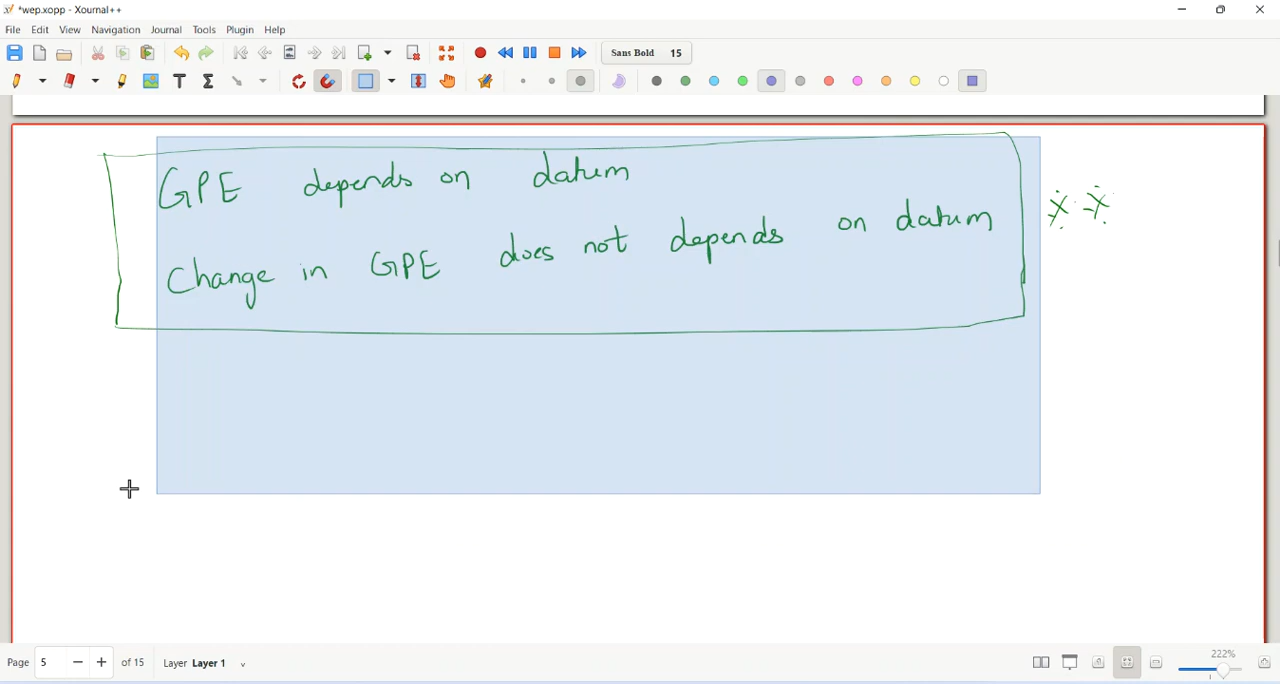 *wep.xopp - Xournal++
File Edit View Navigation Journal Tools Plugin Help
Sans Bold 15
GPE depends on datum
Change in GPE does not depends on datum
Page 5 of 15 Layer Layer 1 222%